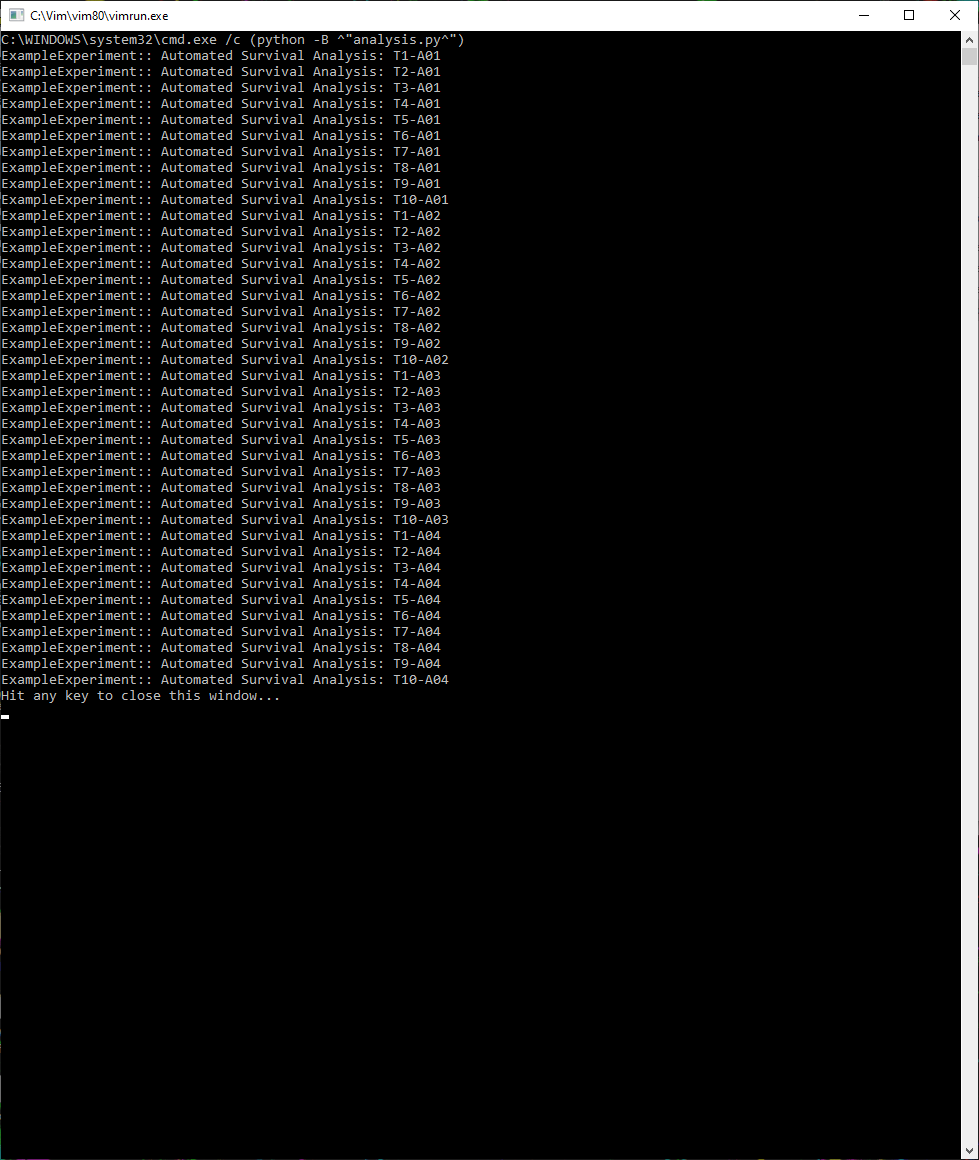 C:\Vim\vim80\vimrun.exe
C:\WINDOWS\system32\cmd.exe /c (python -B ^"analysis.py^")
ExampleExperiment:: Automated Survival Analysis: T1-A01
ExampleExperiment:: Automated Survival Analysis: T2-A01
ExampleExperiment:: Automated Survival Analysis: T3-A01
ExampleExperiment:: Automated Survival Analysis: T4-A01
ExampleExperiment:: Automated Survival Analysis: T5-A01
ExampleExperiment:: Automated Survival Analysis: T6-A01
ExampleExperiment:: Automated Survival Analysis: T7-A01
ExampleExperiment:: Automated Survival Analysis: T8-A01
ExampleExperiment:: Automated Survival Analysis: T9-A01
ExampleExperiment:: Automated Survival Analysis: T10-A01
ExampleExperiment:: Automated Survival Analysis: T1-A02
ExampleExperiment:: Automated Survival Analysis: T2-A02
ExampleExperiment:: Automated Survival Analysis: T3-A02
ExampleExperiment:: Automated Survival Analysis: T4-A02
ExampleExperiment:: Automated Survival Analysis: T5-A02
ExampleExperiment:: Automated Survival Analysis: T6-A02
ExampleExperiment:: Automated Survival Analysis: T7-A02
ExampleExperiment:: Automated Survival Analysis: T8-A02
ExampleExperiment:: Automated Survival Analysis: T9-A02
ExampleExperiment:: Automated Survival Analysis: T10-A02
ExampleExperiment:: Automated Survival Analysis: T1-A03
ExampleExperiment:: Automated Survival Analysis: T2-A03
ExampleExperiment:: Automated Survival Analysis: T3-A03
ExampleExperiment:: Automated Survival Analysis: T4-A03
ExampleExperiment:: Automated Survival Analysis: T5-A03
ExampleExperiment:: Automated Survival Analysis: T6-A03
ExampleExperiment:: Automated Survival Analysis: T7-A03
ExampleExperiment:: Automated Survival Analysis: T8-A03
ExampleExperiment:: Automated Survival Analysis: T9-A03
ExampleExperiment:: Automated Survival Analysis: T10-A03
ExampleExperiment:: Automated Survival Analysis: T1-A04
ExampleExperiment:: Automated Survival Analysis: T2-A04
ExampleExperiment:: Automated Survival Analysis: T3-A04
ExampleExperiment:: Automated Survival Analysis: T4-A04
ExampleExperiment:: Automated Survival Analysis: T5-A04
ExampleExperiment:: Automated Survival Analysis: T6-A04
ExampleExperiment:: Automated Survival Analysis: T7-A04
ExampleExperiment:: Automated Survival Analysis: T8-A04
ExampleExperiment:: Automated Survival Analysis: T9-A04
ExampleExperiment:: Automated Survival Analysis: T10-A04
Hit any key to close this window...